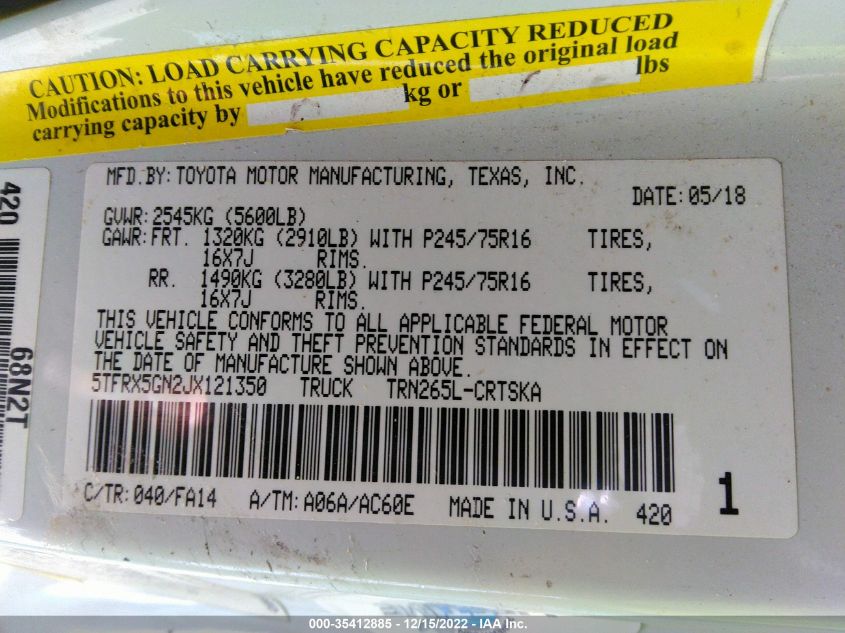 CAUTION: LOAD CARRYING CAPACITY REDUCED
Modifications to this vehicle have reduced the original load
carrying capacity by kg or lbs
MFD.BY: TOYOTA MOTOR MANUFACTURING, TEXAS, INC.
DATE: 05/18
GVWR: 2545KG (5600LB)
GAWR: FRT. 1320KG (2910LB) WITH P245/75R16 TIRES,
16X7J RIMS.
RR. 1490KG (3280LB) WITH P245/75R16 TIRES,
16X7J RIMS.
THIS VEHICLE CONFORMS TO ALL APPLICABLE FEDERAL MOTOR
VEHICLE SAFETY AND THEFT PREVENTION STANDARDS IN EFFECT ON
THE DATE OF MANUFACTURE SHOWN ABOVE.
5TFRX5GN2JX121350 TRUCK TRN265L-CRTSKA
C/TR: 040/FA14 A/TM: A06A/AC60E MADE IN U.S.A. 420 1
420
68N2T
000-35412885 - 12/15/2022 - IAAI.com